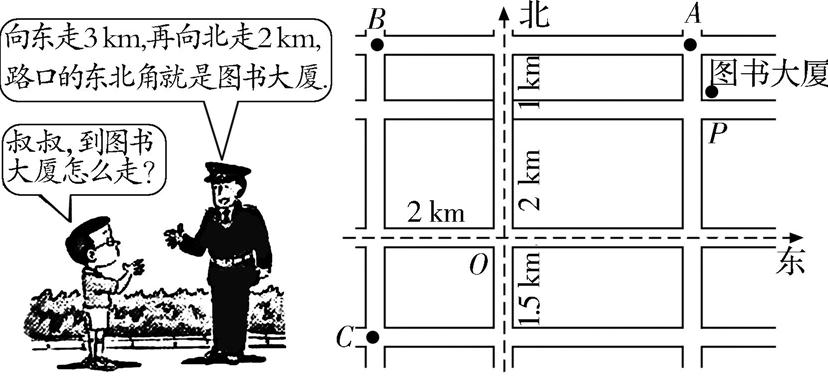 向东走3 km,再向北走2 km,
路口的东北角就是图书大厦.
叔叔,到图书
大厦怎么走?
B
北
A
1 km
图书大厦
P
2 km
2 km
O
东
1.5 km
C